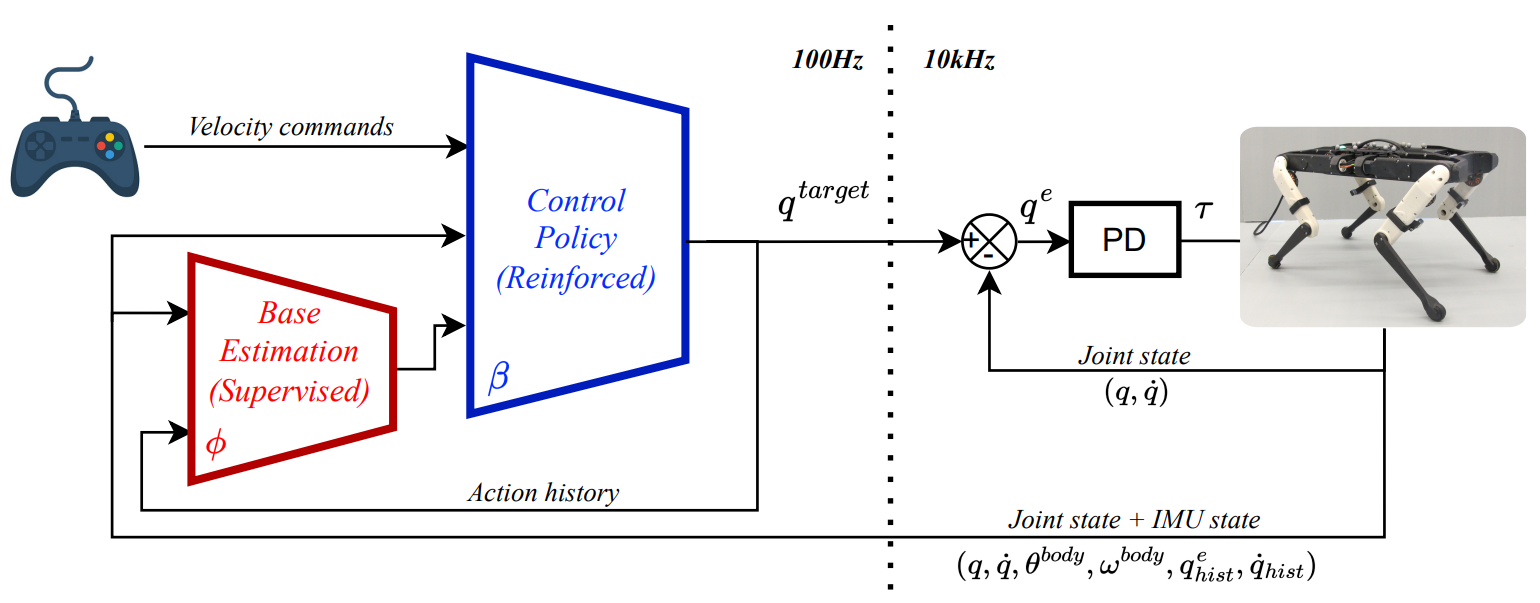 100Hz
10kHz
Velocity commands
Control
Policy
(Reinforced)
β
q^{target}
+
-
q^e
PD
τ
Base
Estimation
(Supervised)
ϕ
Joint state
(q, q̇)
Action history
Joint state + IMU state
(q, q̇, θ^{body}, ω^{body}, q^e_{hist}, q̇_{hist})